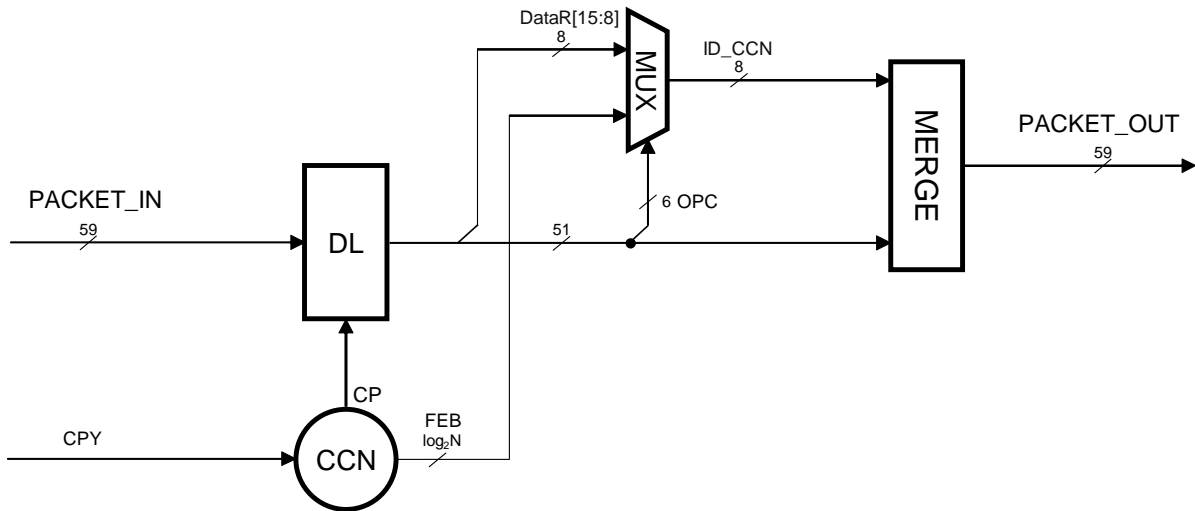 DataR[15:8]
8
MUX
ID_CCN
8
MERGE
PACKET_OUT
59
PACKET_IN
59
DL
51
6 OPC
CP
CPY
CCN
FEB
log₂N